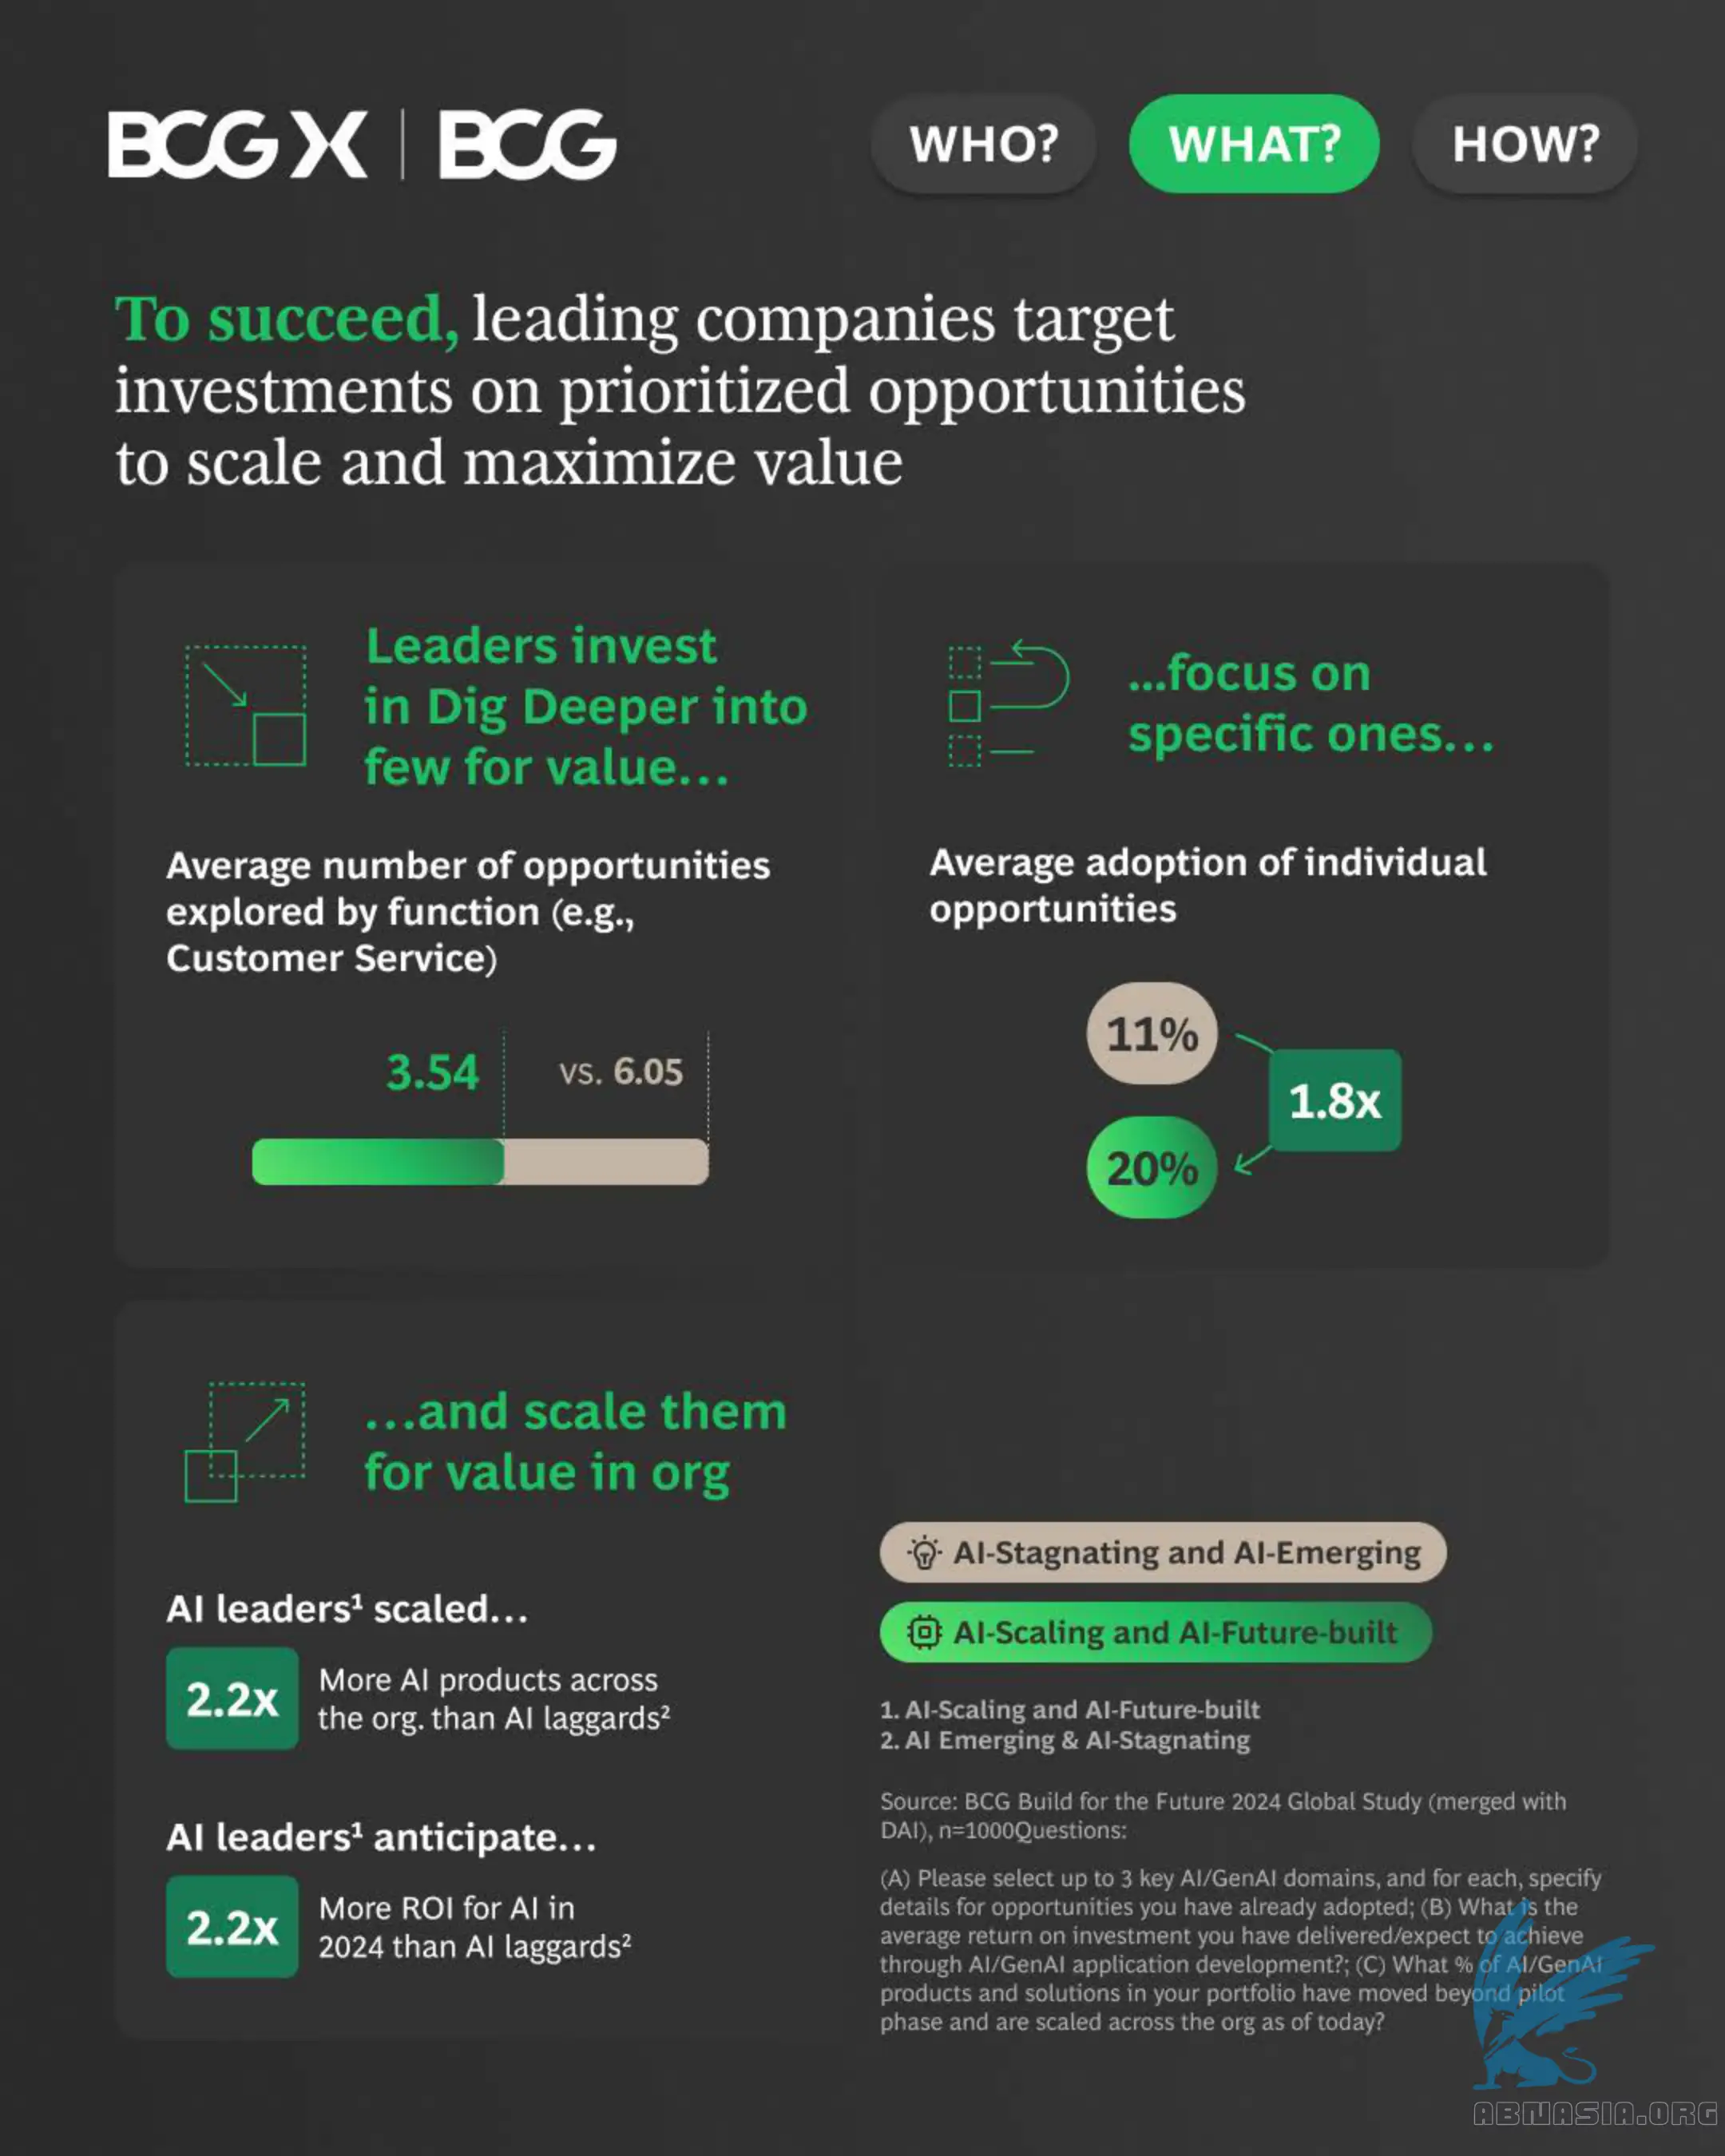 BCG X | BCG
WHO?
WHAT?
HOW?
To succeed, leading companies target
investments on prioritized opportunities
to scale and maximize value
Leaders invest
in Dig Deeper into
few for value...
Average number of opportunities
explored by function (e.g.,
Customer Service)
3.54
vs. 6.05
...focus on
specific ones...
Average adoption of individual
opportunities
11%
1.8x
20%
...and scale them
for value in org
AI leaders¹ scaled...
2.2x
More AI products across
the org. than AI laggards²
AI leaders¹ anticipate...
2.2x
More ROI for AI in
2024 than AI laggards²
AI-Stagnating and AI-Emerging
AI-Scaling and AI-Future-built
1. AI-Scaling and AI-Future-built
2. AI Emerging & AI-Stagnating
Source: BCG Build for the Future 2024 Global Study (merged with
DAI), n=1000Questions:
(A) Please select up to 3 key AI/GenAI domains, and for each, specify
details for opportunities you have already adopted; (B) What is the
average return on investment you have delivered/expect to achieve
through AI/GenAI application development?; (C) What % of AI/GenAI
products and solutions in your portfolio have moved beyond pilot
phase and are scaled across the org as of today?
ABNASIA.ORG